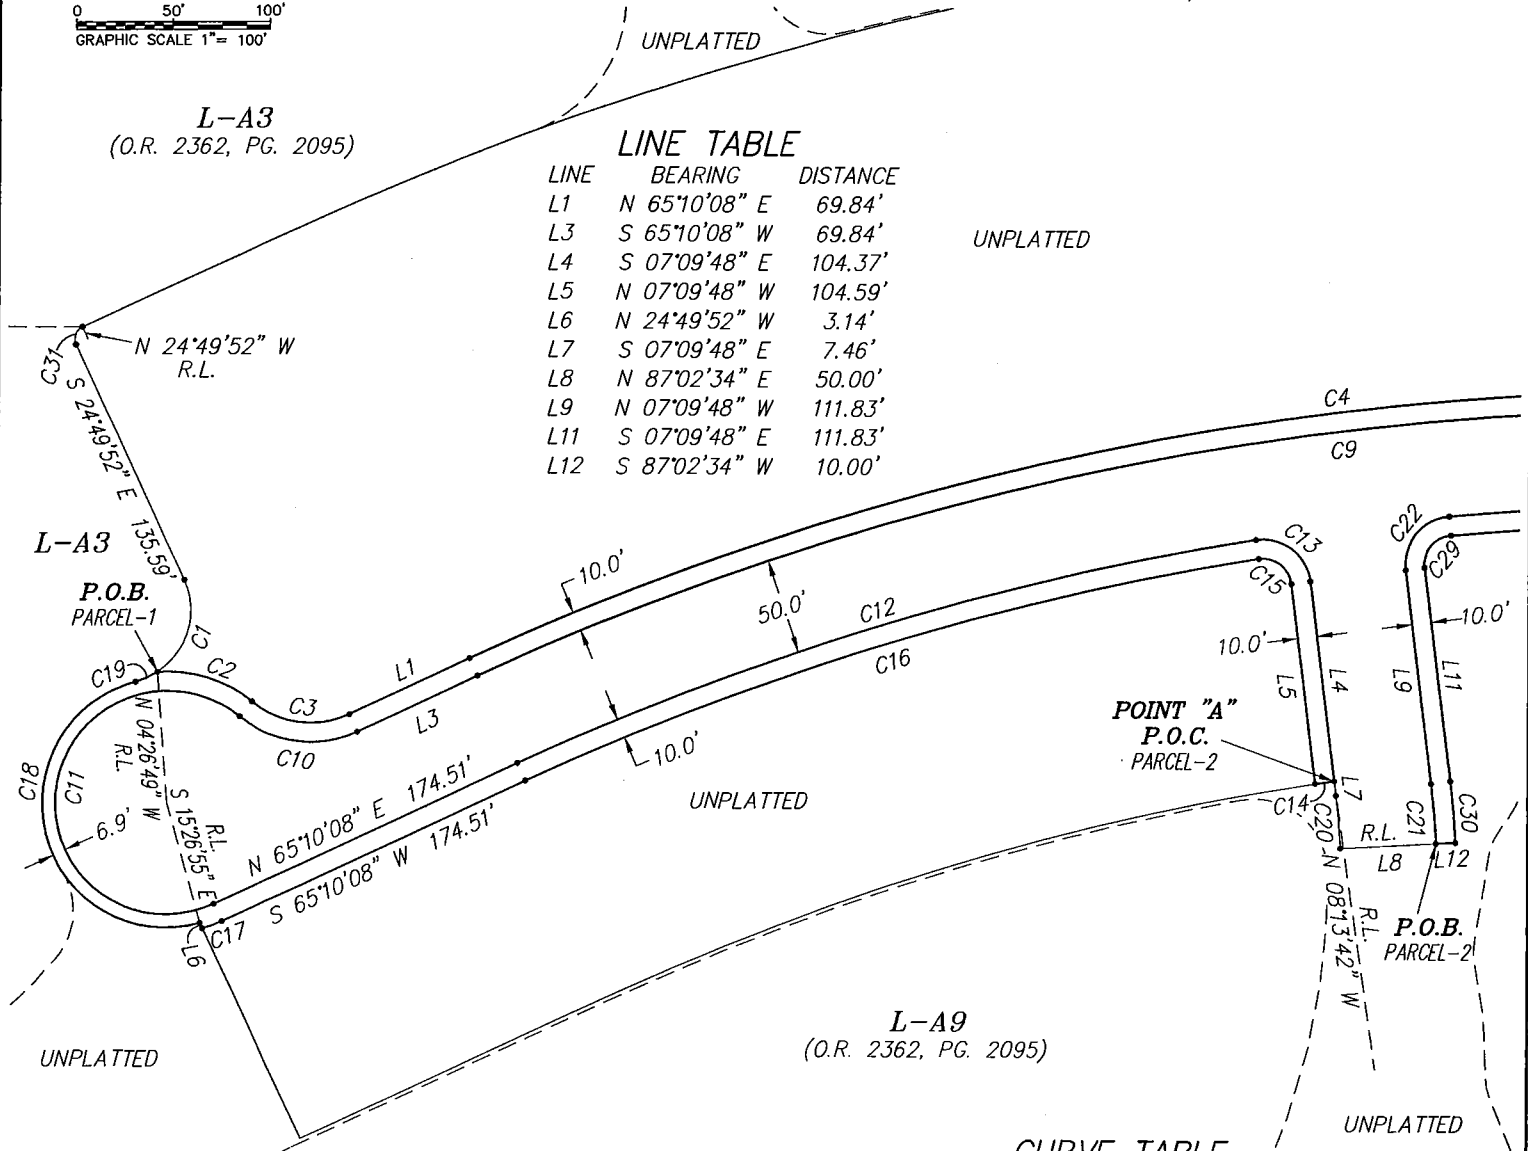 0 50' 100'
GRAPHIC SCALE 1"= 100'
UNPLATTED
L-A3
(O.R. 2362, PG. 2095)
LINE TABLE
LINE BEARING DISTANCE
L1 N 65°10'08" E 69.84'
L3 S 65°10'08" W 69.84'
L4 S 07°09'48" E 104.37'
L5 N 07°09'48" W 104.59'
L6 N 24°49'52" W 3.14'
L7 S 07°09'48" E 7.46'
L8 N 87°02'34" E 50.00'
L9 N 07°09'48" W 111.83'
L11 S 07°09'48" E 111.83'
L12 S 87°02'34" W 10.00'
UNPLATTED
N 24°49'52" W
R.L.
C31
S 24°49'52" E 135.59'
L-A3
P.O.B.
PARCEL-1
C1
C19
C2
C3
L1
L3
C10
C18
C11
6.9'
N 04°26'49" W
R.L.
S 15°26'55" E
R.L.
N 65°10'08" E 174.51'
S 65°10'08" W 174.51'
C17
L6
10.0'
50.0'
10.0'
C4
C9
C12
C16
C13
C15
C22
C29
10.0'
10.0'
L5
L4
L9
L11
POINT "A"
P.O.C.
PARCEL-2
L7
C14
C20
C21
C30
R.L.
L8
L12
N 08°13'42" W
R.L.
P.O.B.
PARCEL-2
UNPLATTED
L-A9
(O.R. 2362, PG. 2095)
UNPLATTED
UNPLATTED
CURVE TABLE